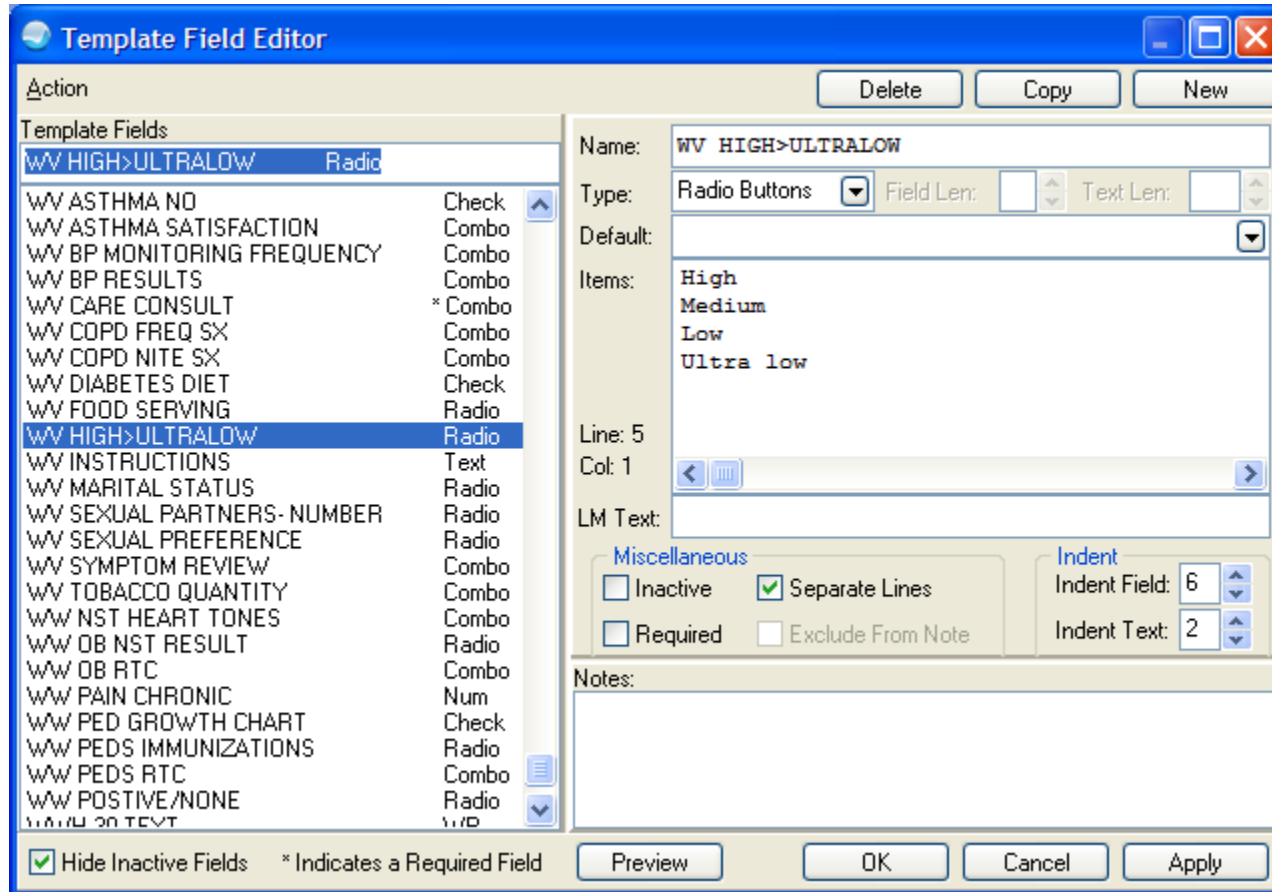 Template Field Editor
Action Delete Copy New
Template Fields
WV HIGH>ULTRALOW Radio
WV ASTHMA NO Check
WV ASTHMA SATISFACTION Combo
WV BP MONITORING FREQUENCY Combo
WV BP RESULTS Combo
WV CARE CONSULT * Combo
WV COPD FREQ SX Combo
WV COPD NITE SX Combo
WV DIABETES DIET Check
WV FOOD SERVING Radio
WV HIGH>ULTRALOW Radio
WV INSTRUCTIONS Text
WV MARITAL STATUS Radio
WV SEXUAL PARTNERS- NUMBER Radio
WV SEXUAL PREFERENCE Radio
WV SYMPTOM REVIEW Combo
WV TOBACCO QUANTITY Combo
WW NST HEART TONES Combo
WW OB NST RESULT Radio
WW OB RTC Combo
WW PAIN CHRONIC Num
WW PED GROWTH CHART Check
WW PEDS IMMUNIZATIONS Radio
WW PEDS RTC Combo
WW POSTIVE/NONE Radio
Name: WV HIGH>ULTRALOW
Type: Radio Buttons Field Len: Text Len:
Default:
Items: High
Medium
Low
Ultra low
Line: 5
Col: 1
LM Text:
Miscellaneous
Inactive Separate Lines
Required Exclude From Note
Indent
Indent Field: 6
Indent Text: 2
Notes:
Hide Inactive Fields * Indicates a Required Field Preview OK Cancel Apply